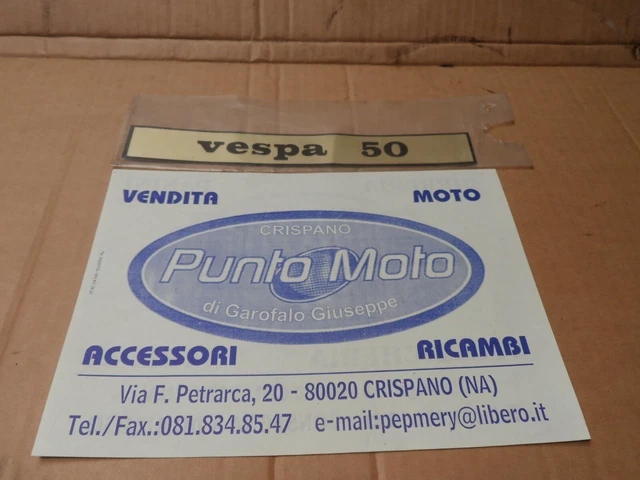 vespa 50
VENDITA MOTO
CRISPANO
Punto Moto
di Garofalo Giuseppe
ACCESSORI RICAMBI
Via F. Petrarca, 20 - 80020 CRISPANO (NA)
Tel./Fax.:081.834.85.47 e-mail:pepmery@libero.it